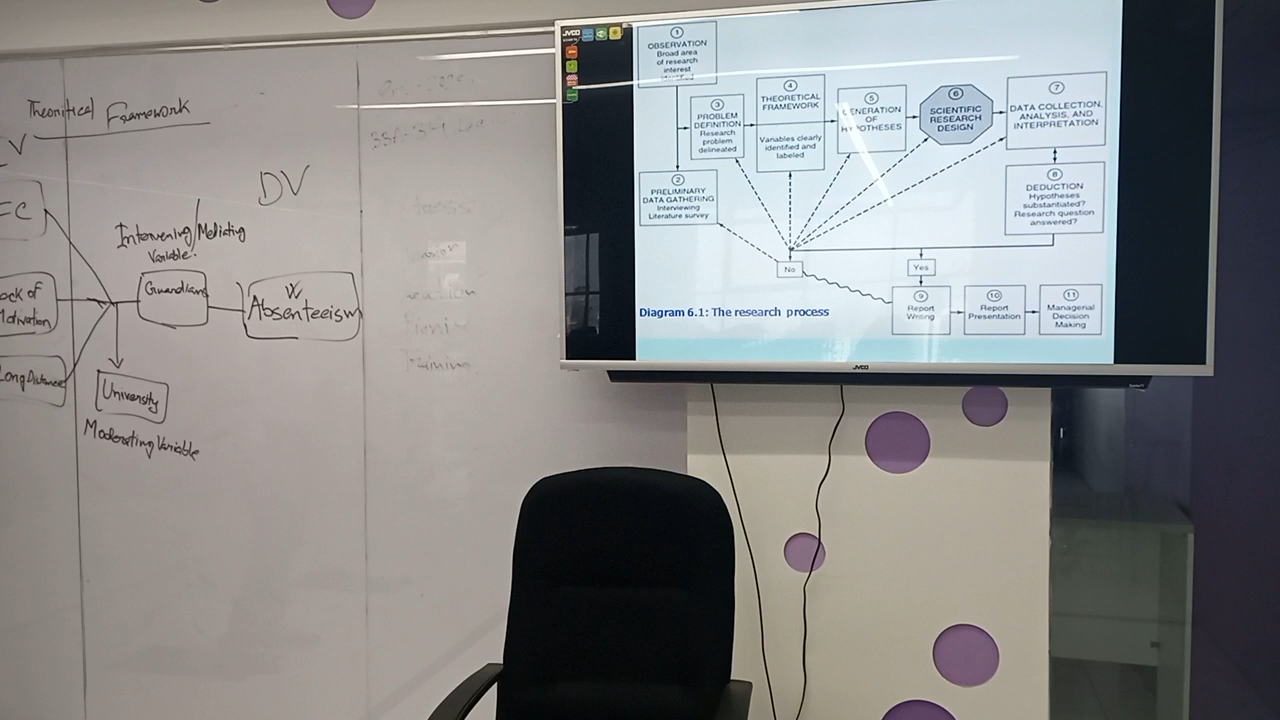 Theoritical Framework
DV
Intervening/Mediating
Variable.
Guardians
Absenteeism
Motivation
Long Distance
University
Moderating Variable
Training
JVCO
1
OBSERVATION
Broad area
of research
interest
identified
2
PRELIMINARY
DATA GATHERING
Interviewing
Literature survey
3
PROBLEM
DEFINITION
Research
problem
delineated
4
THEORETICAL
FRAMEWORK
Variables clearly
identified and
labeled
5
GENERATION
OF
HYPOTHESES
6
SCIENTIFIC
RESEARCH
DESIGN
7
DATA COLLECTION,
ANALYSIS, AND
INTERPRETATION
8
DEDUCTION
Hypotheses
substantiated?
Research question
answered?
No
Yes
9
Report
Writing
10
Report
Presentation
11
Managerial
Decision
Making
Diagram 6.1: The research process
JVCO